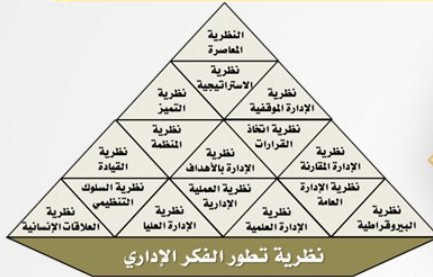 النظرية
المعاصرة
نظرية
الاستراتيجية
نظرية
الإدارة الموقفية
نظرية
التميز
نظرية
المنظمة
نظرية اتخاذ
القرارات
نظرية
الإدارة المقارنة
نظرية
الإدارة بالأهداف
نظرية
القيادة
نظرية الإدارة
العامة
نظرية العملية
الإدارية
نظرية السلوك
التنظيمي
نظرية
البيروقراطية
نظرية
الإدارة العلمية
نظرية
الإدارة العليا
نظرية
العلاقات الإنسانية
نظرية تطور الفكر الإداري